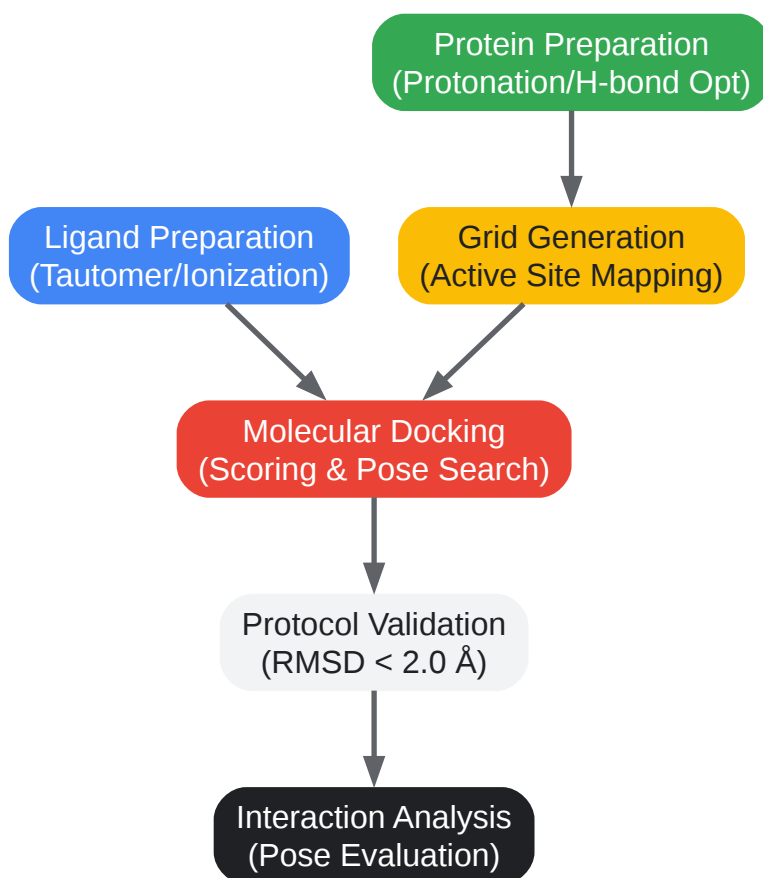 Protein Preparation
(Protonation/H-bond Opt)
Ligand Preparation
(Tautomer/Ionization)
Grid Generation
(Active Site Mapping)
Molecular Docking
(Scoring & Pose Search)
Protocol Validation
(RMSD < 2.0 Å)
Interaction Analysis
(Pose Evaluation)